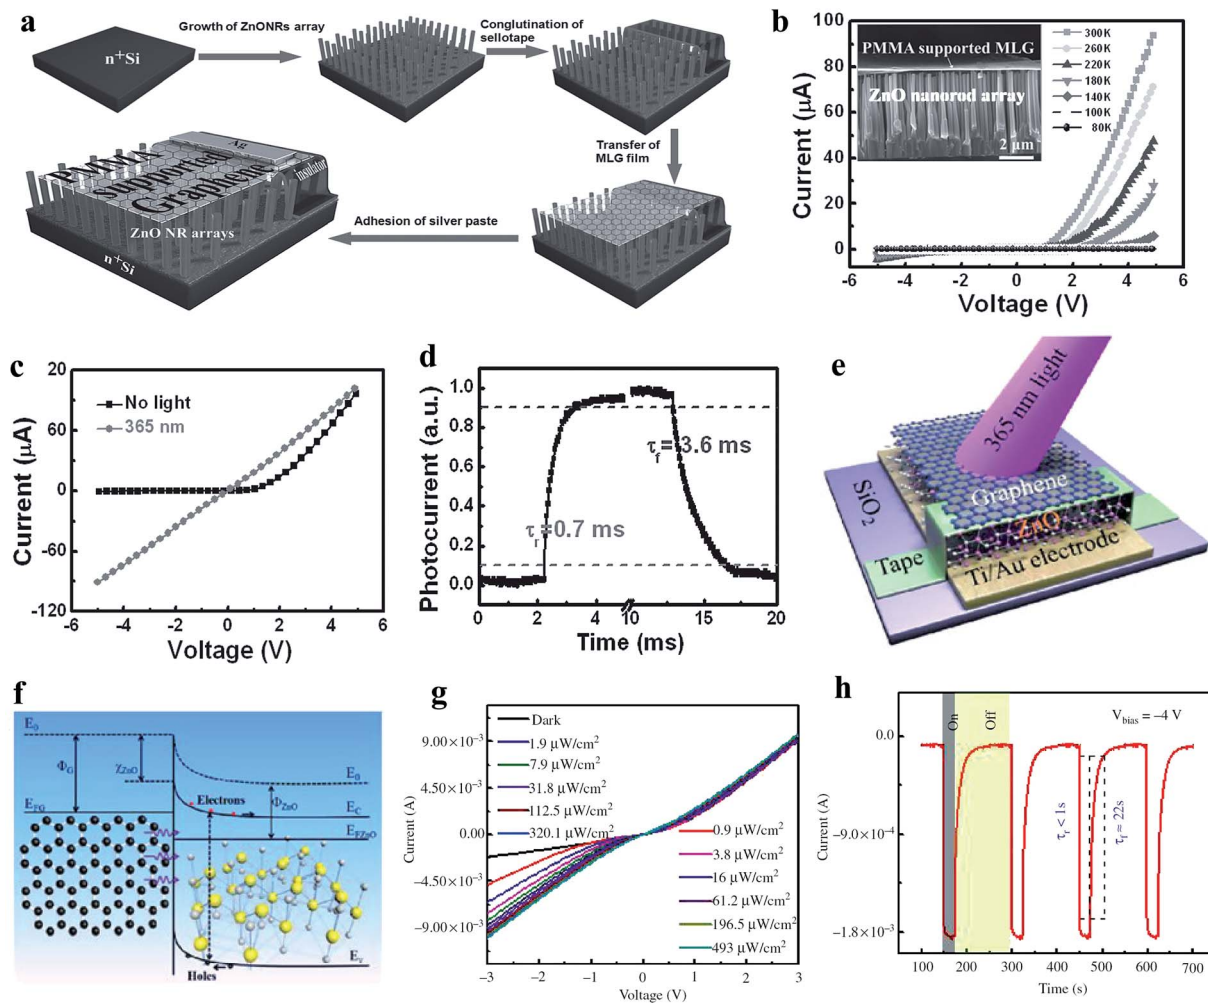 a
n⁺Si
Growth of ZnONRs array
Conglutination of
sellotape
Transfer of
MLG film
Adhesion of silver paste
Ag
PMMA
supported
Graphene
insulator
ZnO NR arrays
n⁺Si
b
Current (μA)
100
80
60
40
20
0
PMMA supported MLG
ZnO nanorod array
2 μm
300K
260K
220K
180K
140K
100K
80K
-6 -4 -2 0 2 4 6
Voltage (V)
c
Current (μA)
20
60
0
-60
-120
No light
365 nm
-6 -4 -2 0 2 4 6
Voltage (V)
d
Photocurrent (a.u.)
1.0
0.8
0.6
0.4
0.2
0.0
τf=3.6 ms
τr=0.7 ms
0 5 10 15 20
Time (ms)
e
365 nm light
SiO₂
Graphene
ZnO
Tape
Ti/Au electrode
f
E₀
Φ_G
χ_ZnO
E₀
Electrons
Φ_ZnO
E_FG
E_C
E_FZnO
E_V
Holes
g
Current (A)
9.00×10⁻³
4.50×10⁻³
0.00
−4.50×10⁻³
−9.00×10⁻³
Dark
1.9 μW/cm²
7.9 μW/cm²
31.8 μW/cm²
112.5 μW/cm²
320.1 μW/cm²
0.9 μW/cm²
3.8 μW/cm²
16 μW/cm²
61.2 μW/cm²
196.5 μW/cm²
493 μW/cm²
−3 −2 −1 0 1 2 3
Voltage (V)
h
Current (A)
0.0
−9.0×10⁻⁴
−1.8×10⁻³
On
Off
V_bias = −4 V
τr < 1s
τf ≈ 22s
100 200 300 400 500 600 700
Time (s)